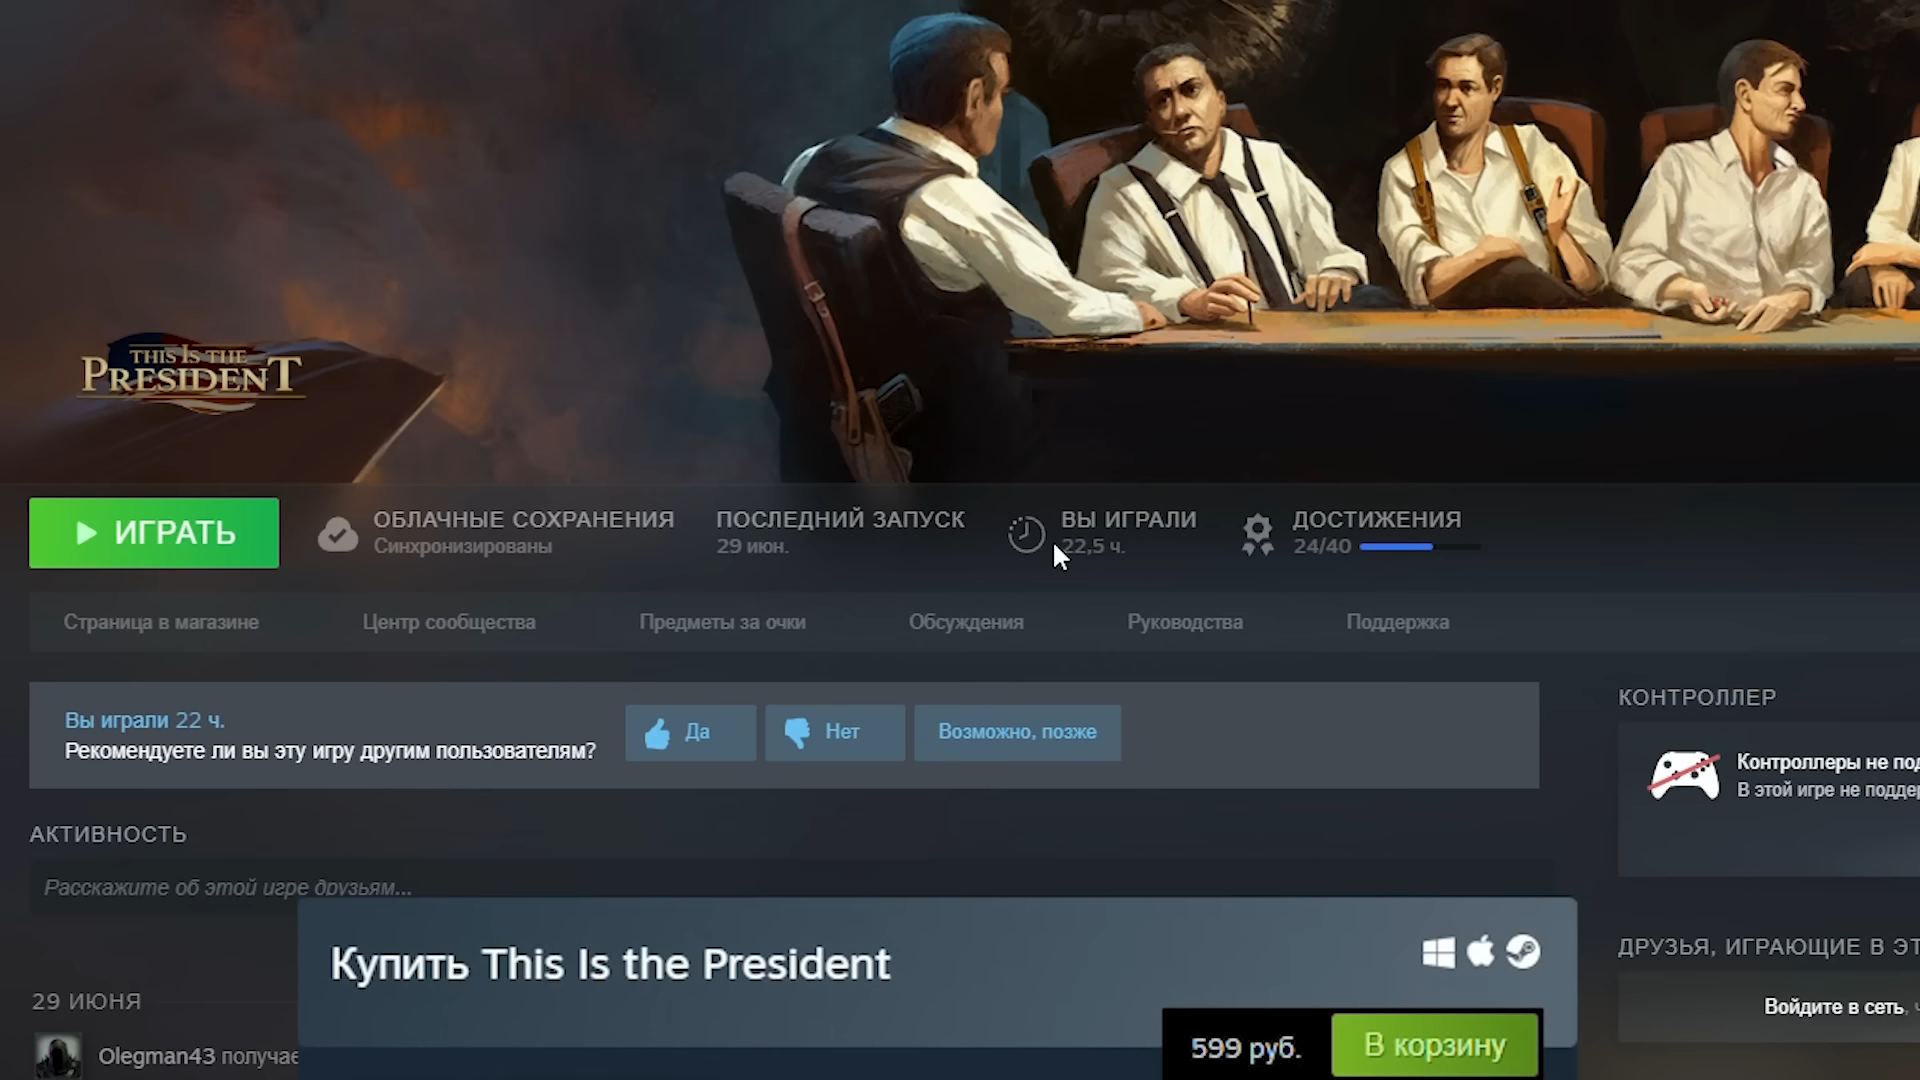 THIS IS THE
PRESIDENT
ИГРАТЬ
ОБЛАЧНЫЕ СОХРАНЕНИЯ
Синхронизированы
ПОСЛЕДНИЙ ЗАПУСК
29 июн.
ВЫ ИГРАЛИ
22,5 ч.
ДОСТИЖЕНИЯ
24/40
Страница в магазине
Центр сообщества
Предметы за очки
Обсуждения
Руководства
Поддержка
Вы играли 22 ч.
Рекомендуете ли вы эту игру другим пользователям?
Да
Нет
Возможно, позже
КОНТРОЛЛЕР
Контроллеры не под
В этой игре не поддер
АКТИВНОСТЬ
Расскажите об этой игре друзьям...
Купить This Is the President
599 руб.
В корзину
ДРУЗЬЯ, ИГРАЮЩИЕ В ЭТ
Войдите в сеть,
29 ИЮНЯ
Olegman43 получае